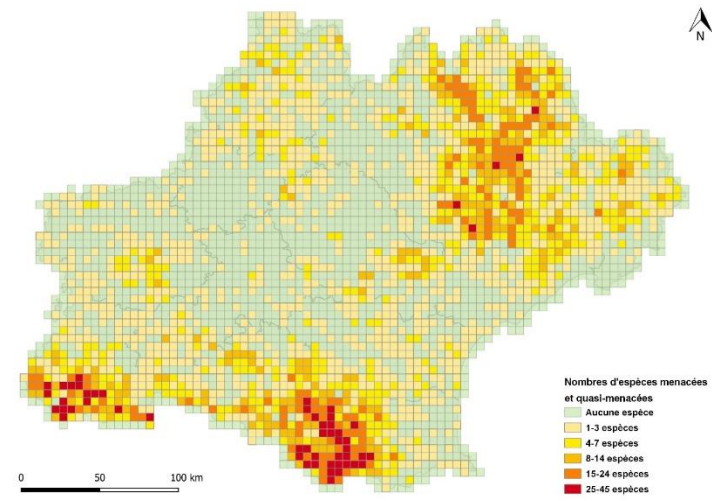 N
Nombres d'espèces menacées
et quasi-menacées
Aucune espèce
1-3 espèces
4-7 espèces
8-14 espèces
15-24 espèces
25-45 espèces
0 50 100 km